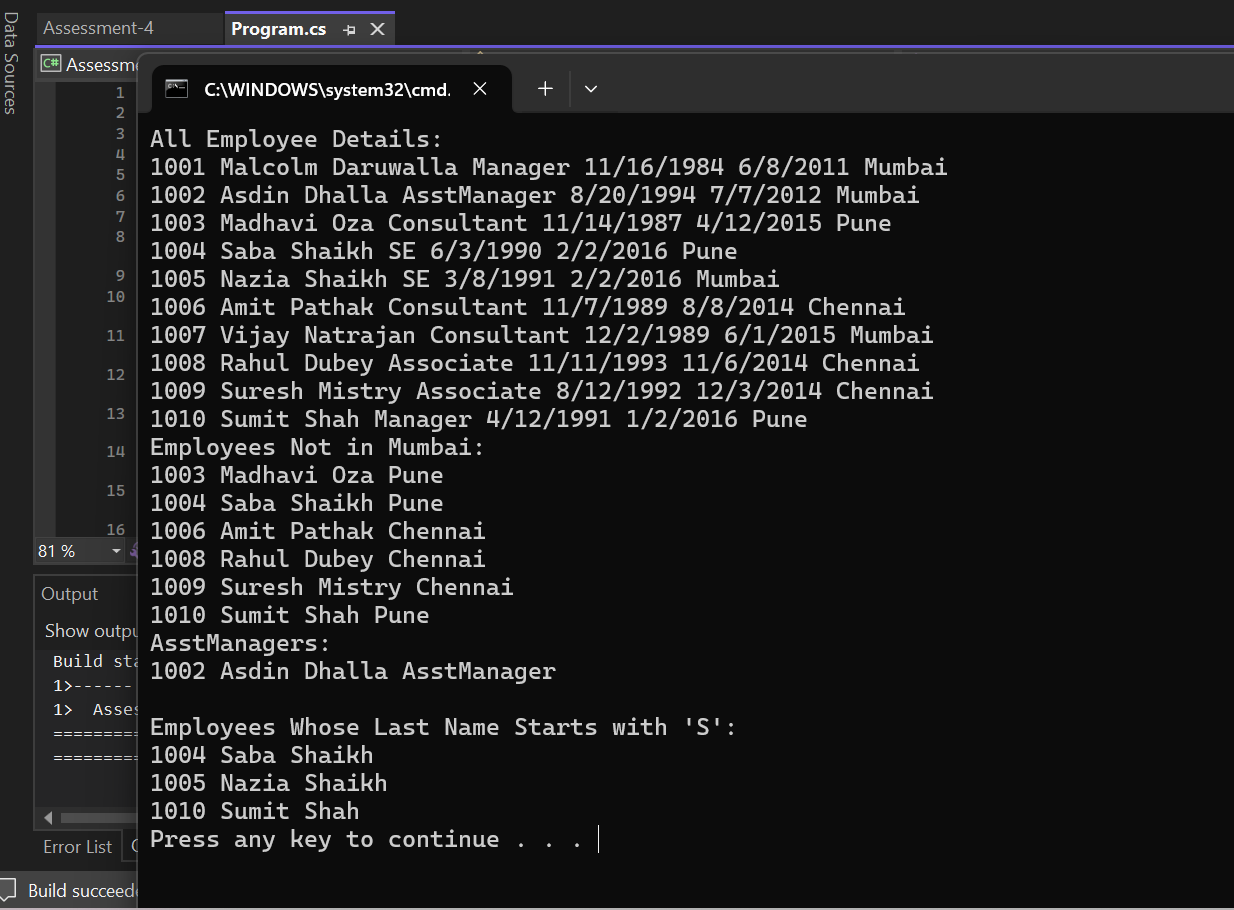 Data Sources
Assessment-4
Program.cs
C# Assessm
C:\WINDOWS\system32\cmd.
1
2
3
4
5
6
7
8
9
10
11
12
13
14
15
16
81 %
All Employee Details:
1001 Malcolm Daruwalla Manager 11/16/1984 6/8/2011 Mumbai
1002 Asdin Dhalla AsstManager 8/20/1994 7/7/2012 Mumbai
1003 Madhavi Oza Consultant 11/14/1987 4/12/2015 Pune
1004 Saba Shaikh SE 6/3/1990 2/2/2016 Pune
1005 Nazia Shaikh SE 3/8/1991 2/2/2016 Mumbai
1006 Amit Pathak Consultant 11/7/1989 8/8/2014 Chennai
1007 Vijay Natrajan Consultant 12/2/1989 6/1/2015 Mumbai
1008 Rahul Dubey Associate 11/11/1993 11/6/2014 Chennai
1009 Suresh Mistry Associate 8/12/1992 12/3/2014 Chennai
1010 Sumit Shah Manager 4/12/1991 1/2/2016 Pune
Employees Not in Mumbai:
1003 Madhavi Oza Pune
1004 Saba Shaikh Pune
1006 Amit Pathak Chennai
1008 Rahul Dubey Chennai
1009 Suresh Mistry Chennai
1010 Sumit Shah Pune
AsstManagers:
1002 Asdin Dhalla AsstManager
Employees Whose Last Name Starts with 'S':
1004 Saba Shaikh
1005 Nazia Shaikh
1010 Sumit Shah
Press any key to continue . . .
Output
Show outpu
Build sta
1>------
1>  Asses
=========
=========
Error List
Build succeede